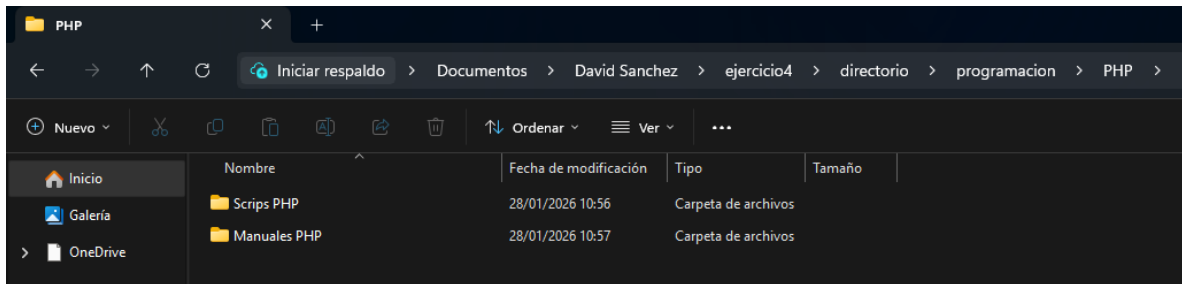 PHP
Iniciar respaldo > Documentos > David Sanchez > ejercicio4 > directorio > programacion > PHP >
Nuevo Ordenar Ver
Nombre Fecha de modificación Tipo Tamaño
Inicio
Scrips PHP 28/01/2026 10:56 Carpeta de archivos
Galería
Manuales PHP 28/01/2026 10:57 Carpeta de archivos
OneDrive